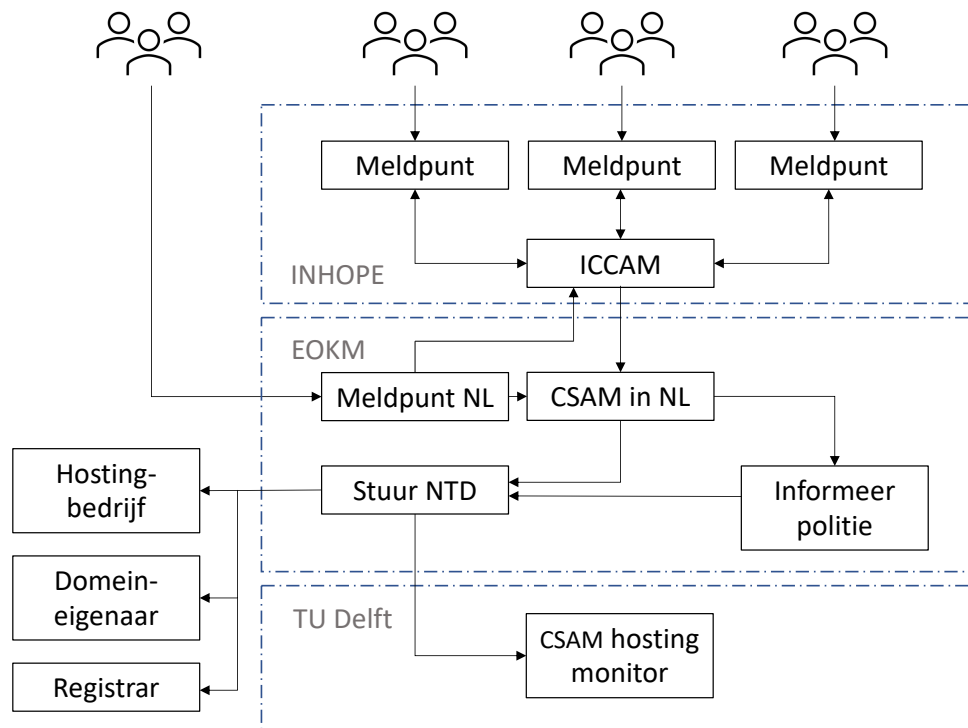 Meldpunt
Meldpunt
Meldpunt
ICCAM
INHOPE
EOKM
Meldpunt NL
CSAM in NL
Hosting-
bedrijf
Stuur NTD
Informeer
politie
Domein-
eigenaar
TU Delft
CSAM hosting
monitor
Registrar